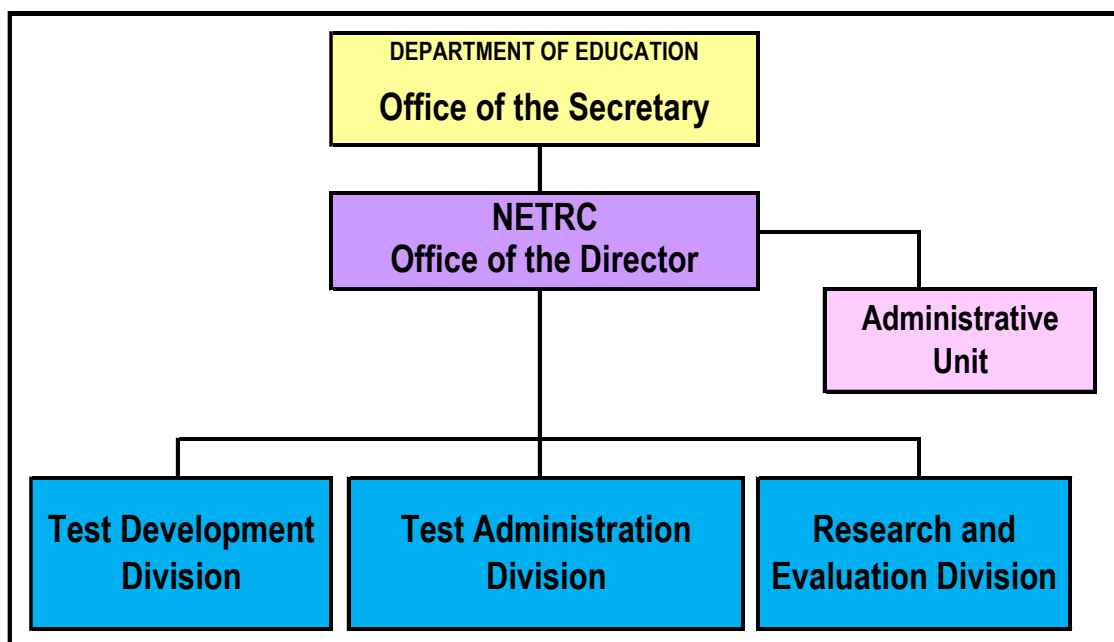 DEPARTMENT OF EDUCATION
Office of the Secretary
NETRC
Office of the Director
Administrative
Unit
Test Development
Division
Test Administration
Division
Research and
Evaluation Division